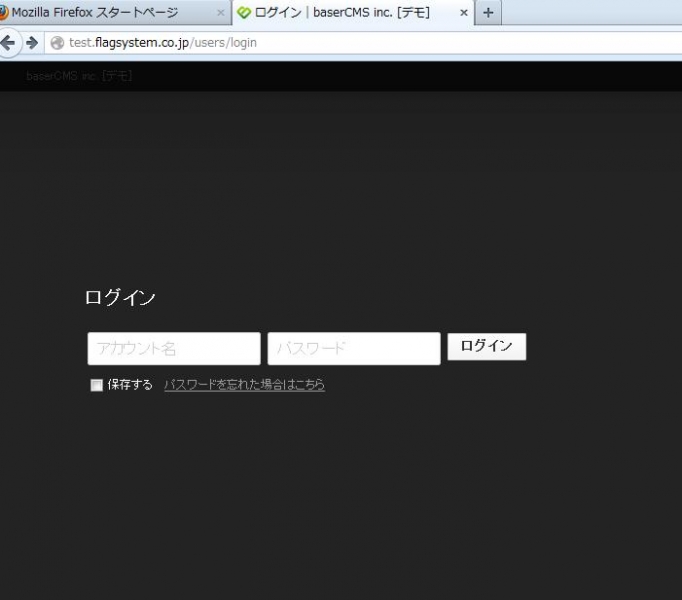 Mozilla Firefox スタートページ
ログイン | baserCMS inc. [デモ]
test.flagsystem.co.jp/users/login
baserCMS inc. [デモ]
ログイン
アカウント名 パスワード ログイン
保存する パスワードを忘れた場合はこちら